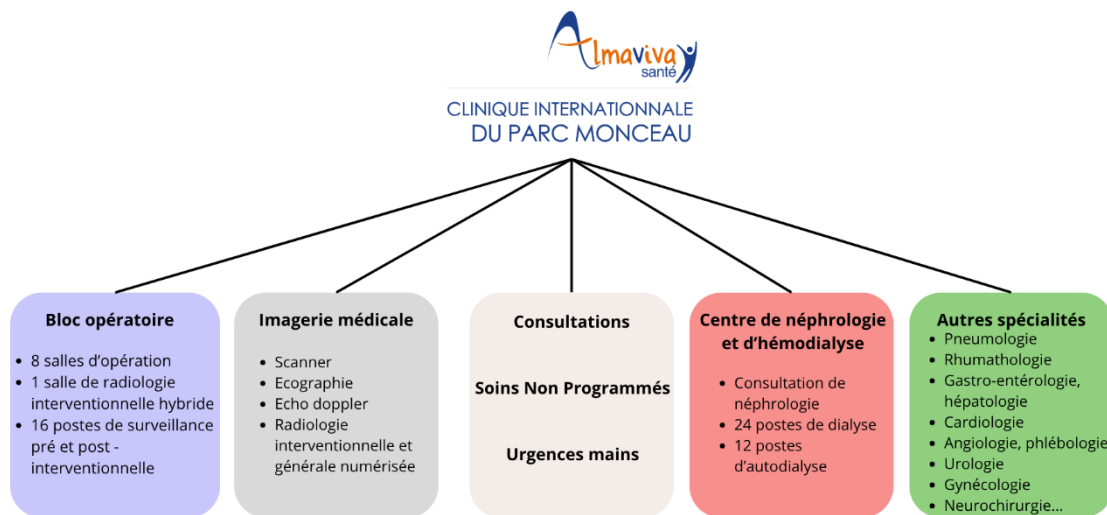 Almaviva
santé
CLINIQUE INTERNATIONNALE
DU PARC MONCEAU
Bloc opératoire
• 8 salles d'opération
• 1 salle de radiologie
interventionnelle hybride
• 16 postes de surveillance
pré et post -
interventionnelle
Imagerie médicale
• Scanner
• Ecographie
• Echo doppler
• Radiologie
interventionnelle et
générale numérisée
Consultations
Soins Non Programmés
Urgences mains
Centre de néphrologie
et d'hémodialyse
• Consultation de
néphrologie
• 24 postes de dialyse
• 12 postes
d'autodialyse
Autres spécialités
• Pneumologie
• Rhumathologie
• Gastro-entérologie,
hépatologie
• Cardiologie
• Angiologie, phlébologie
• Urologie
• Gynécologie
• Neurochirurgie...